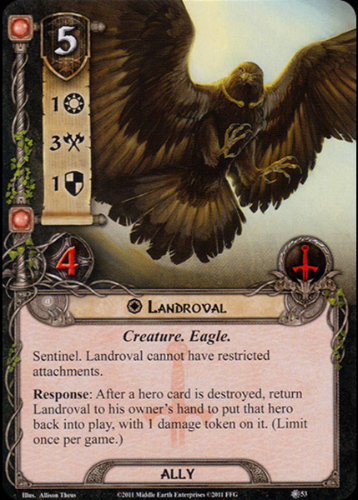 5
1
3
1
4
LANDROVAL
Creature. Eagle.
Sentinel. Landroval cannot have restricted
attachments.
Response: After a hero card is destroyed, return
Landroval to his owner's hand to put that hero
back into play, with 1 damage token on it. (Limit
once per game.)
ALLY
Illus. Allison Theus ©2011 Middle Earth Enterprises ©2011 FFG 53